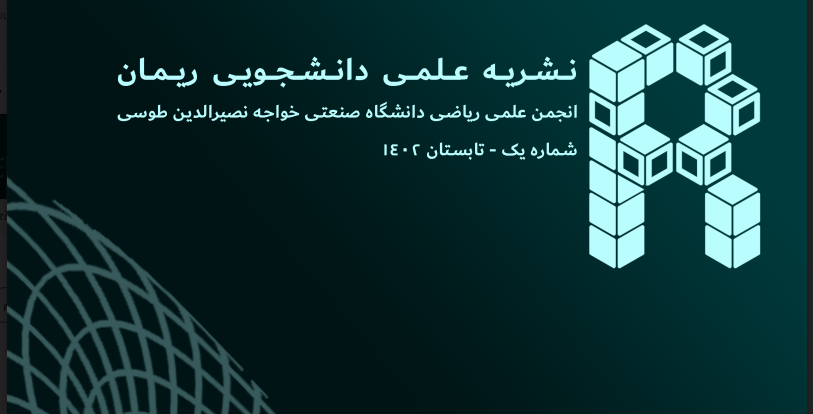 نشریه علمی دانشجویی ریمان
انجمن علمی ریاضی دانشگاه صنعتی خواجه نصیرالدین طوسی
شماره یک - تابستان ۱۴۰۲